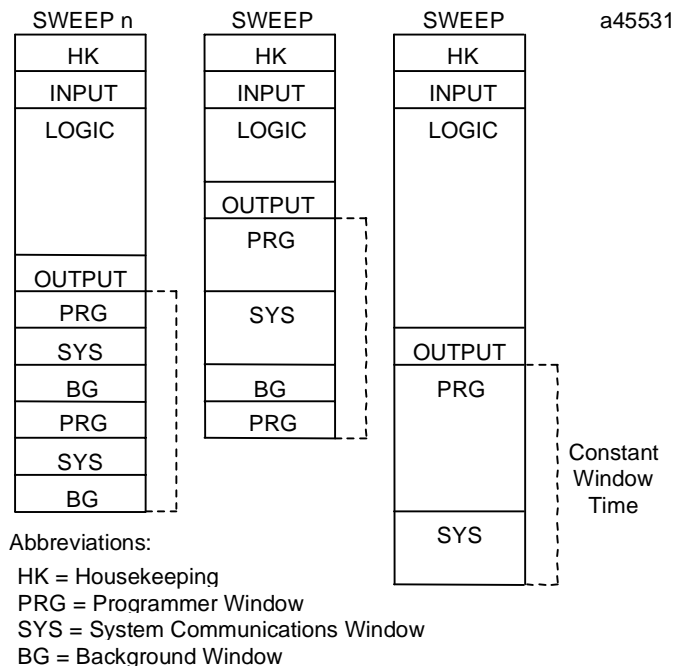 SWEEP n
HK
INPUT
LOGIC
OUTPUT
PRG
SYS
BG
PRG
SYS
BG
SWEEP
HK
INPUT
LOGIC
OUTPUT
PRG
SYS
BG
PRG
SWEEP
HK
INPUT
LOGIC
OUTPUT
PRG
SYS
a45531
Constant
Window
Time
Abbreviations:
HK = Housekeeping
PRG = Programmer Window
SYS = System Communications Window
BG = Background Window